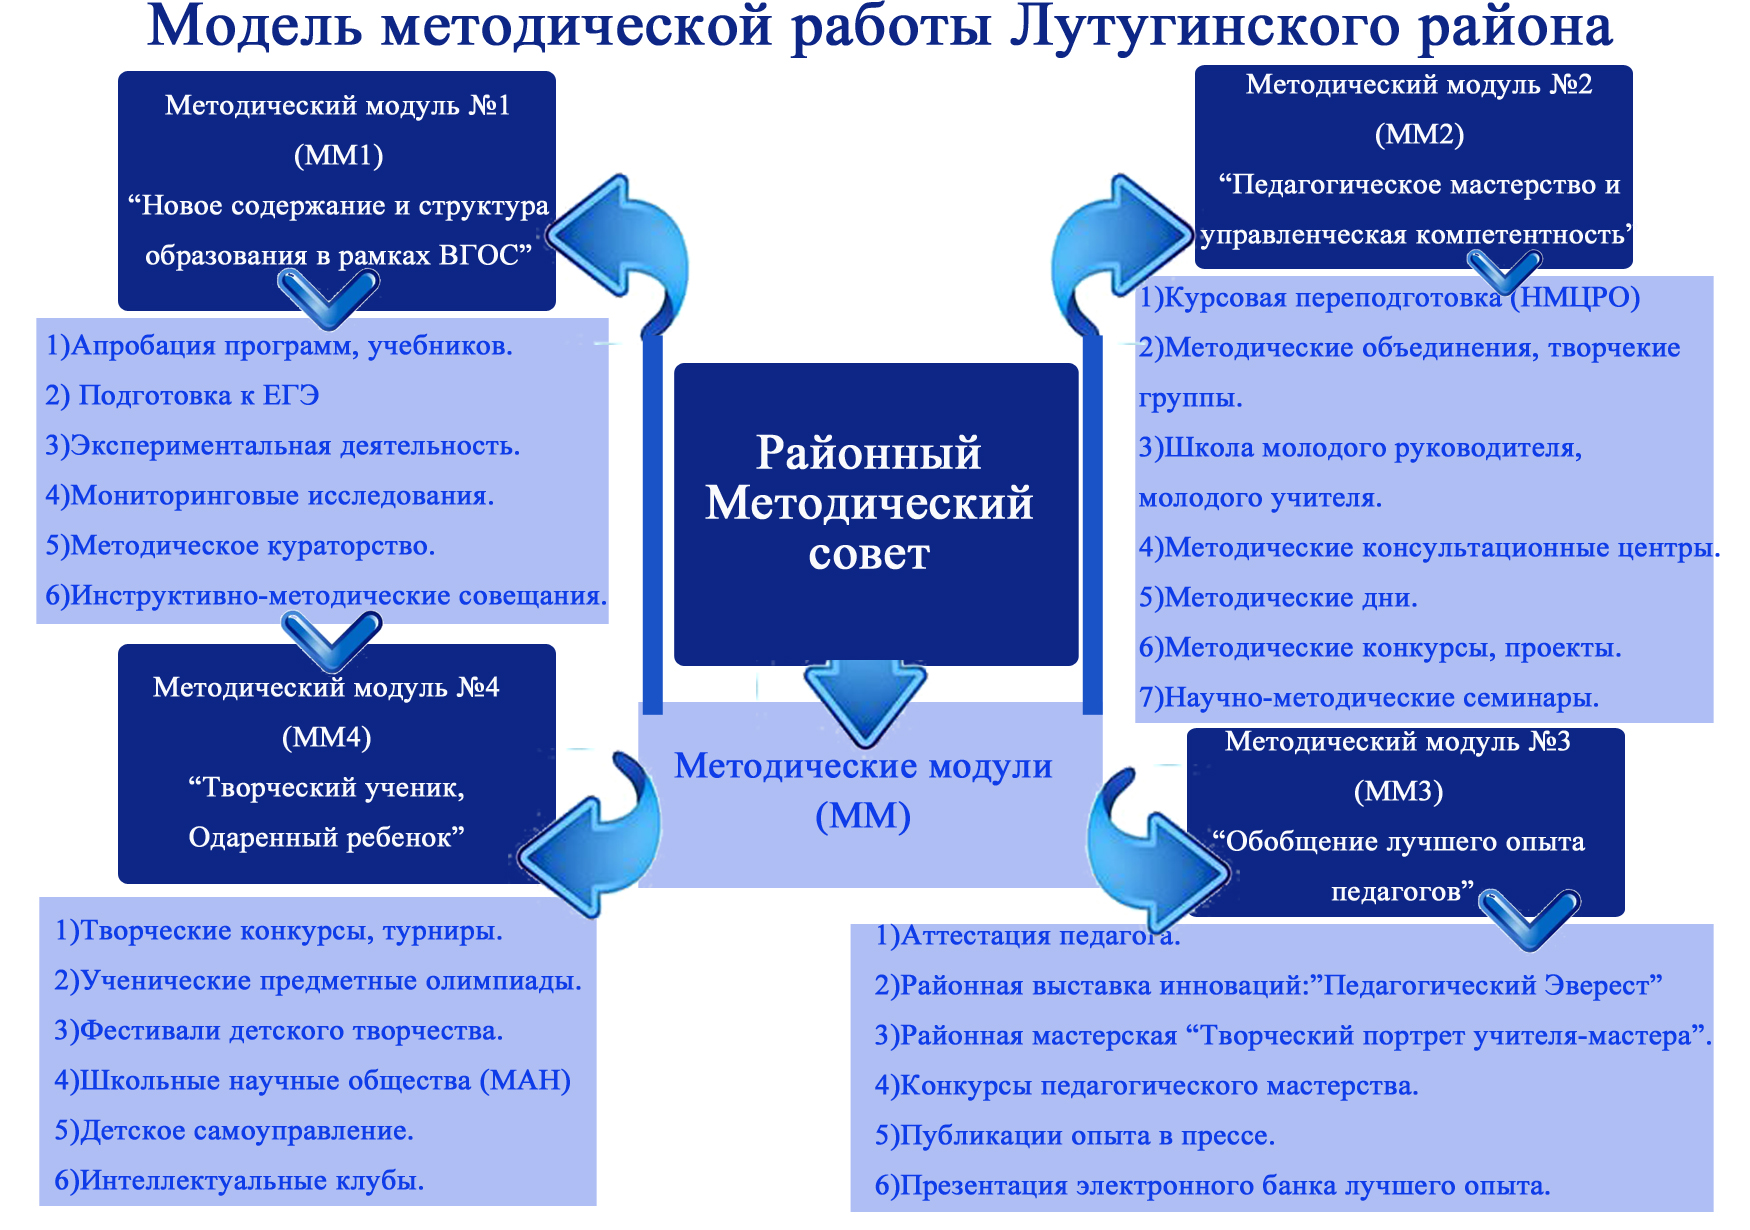 Модель методической работы Лутугинского района
Методический модуль №1
(ММ1)
“Новое содержание и структура
образования в рамках ВГОС”
1)Апробация программ, учебников.
2) Подготовка к ЕГЭ
3)Экспериментальная деятельность.
4)Мониторинговые исследования.
5)Методическое кураторство.
6)Инструктивно-методические совещания.
Методический модуль №2
(ММ2)
“Педагогическое мастерство и
управленческая компетентность”
1)Курсовая переподготовка (НМЦРО)
2)Методические объединения, творчекие
группы.
3)Школа молодого руководителя,
молодого учителя.
4)Методические консультационные центры.
5)Методические дни.
6)Методические конкурсы, проекты.
7)Научно-методические семинары.
Районный
Методический
совет
Методические модули
(ММ)
Методический модуль №4
(ММ4)
“Творческий ученик,
Одаренный ребенок”
1)Творческие конкурсы, турниры.
2)Ученические предметные олимпиады.
3)Фестивали детского творчества.
4)Школьные научные общества (МАН)
5)Детское самоуправление.
6)Интеллектуальные клубы.
Методический модуль №3
(ММ3)
“Обобщение лучшего опыта
педагогов”
1)Аттестация педагога.
2)Районная выставка инноваций:”Педагогический Эверест”
3)Районная мастерская “Творческий портрет учителя-мастера”.
4)Конкурсы педагогического мастерства.
5)Публикации опыта в прессе.
6)Презентация электронного банка лучшего опыта.